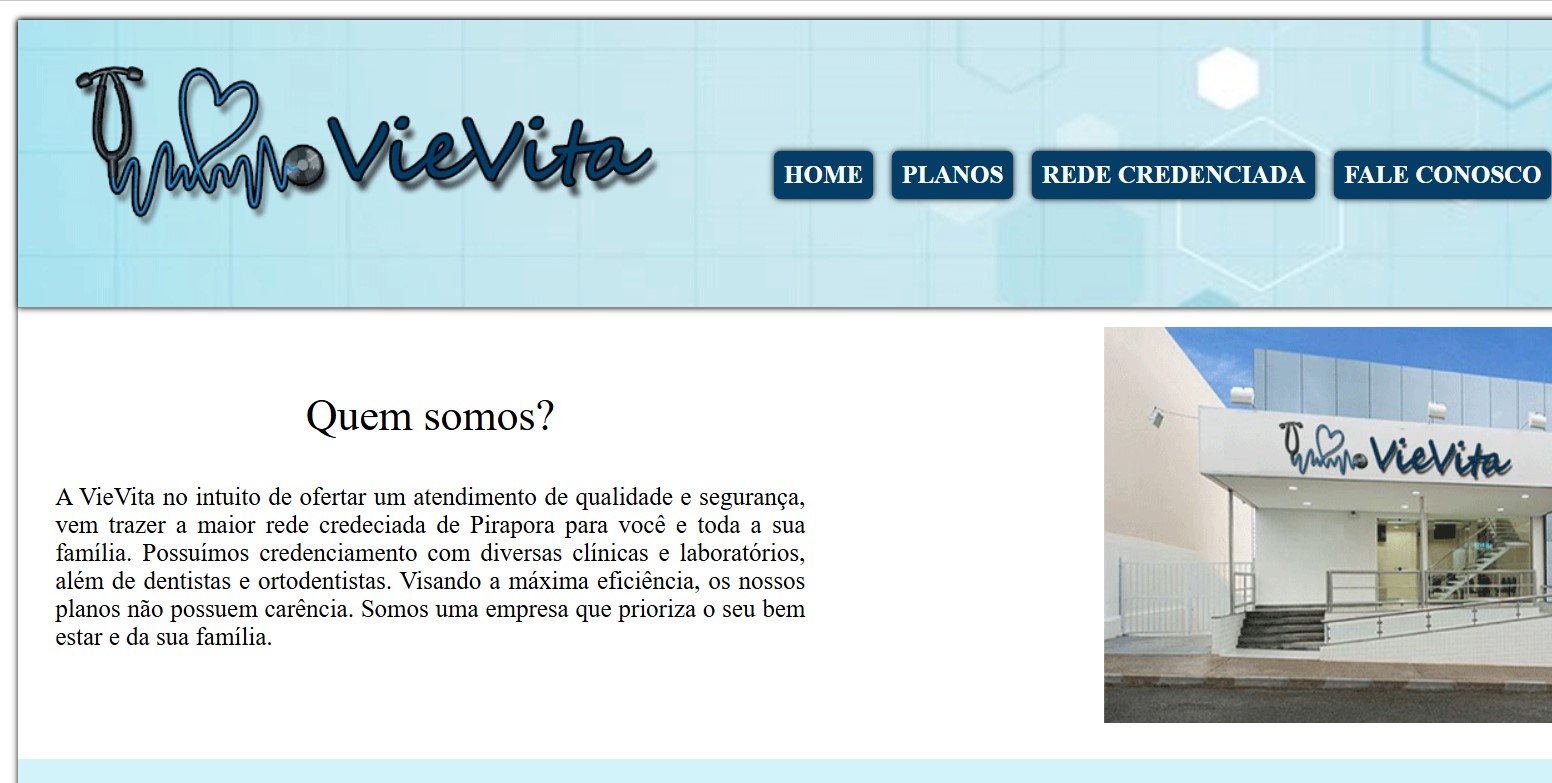 VieVita
HOME PLANOS REDE CREDENCIADA FALE CONOSCO
Quem somos?
VieVita
A VieVita no intuito de ofertar um atendimento de qualidade e segurança,
vem trazer a maior rede credeciada de Pirapora para você e toda a sua
família. Possuímos credenciamento com diversas clínicas e laboratórios,
além de dentistas e ortodentistas. Visando a máxima eficiência, os nossos
planos não possuem carência. Somos uma empresa que prioriza o seu bem
estar e da sua família.